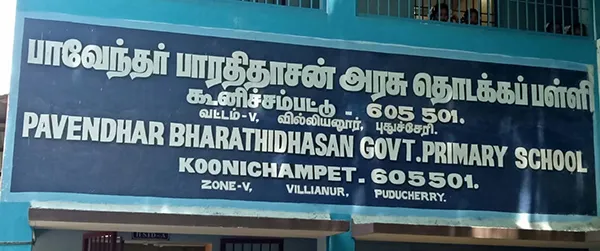 பாவேந்தர் பாரதிதாசன் அரசு தொடக்கப் பள்ளி
கூனிச்சம்பட்டு - 605 501.
வட்டம்-V, வில்லியனூர், புதுச்சேரி.
PAVENDHAR BHARATHIDHASAN GOVT. PRIMARY SCHOOL
KOONICHAMPET - 605501.
ZONE-V, VILLIANUR, PUDUCHERRY.